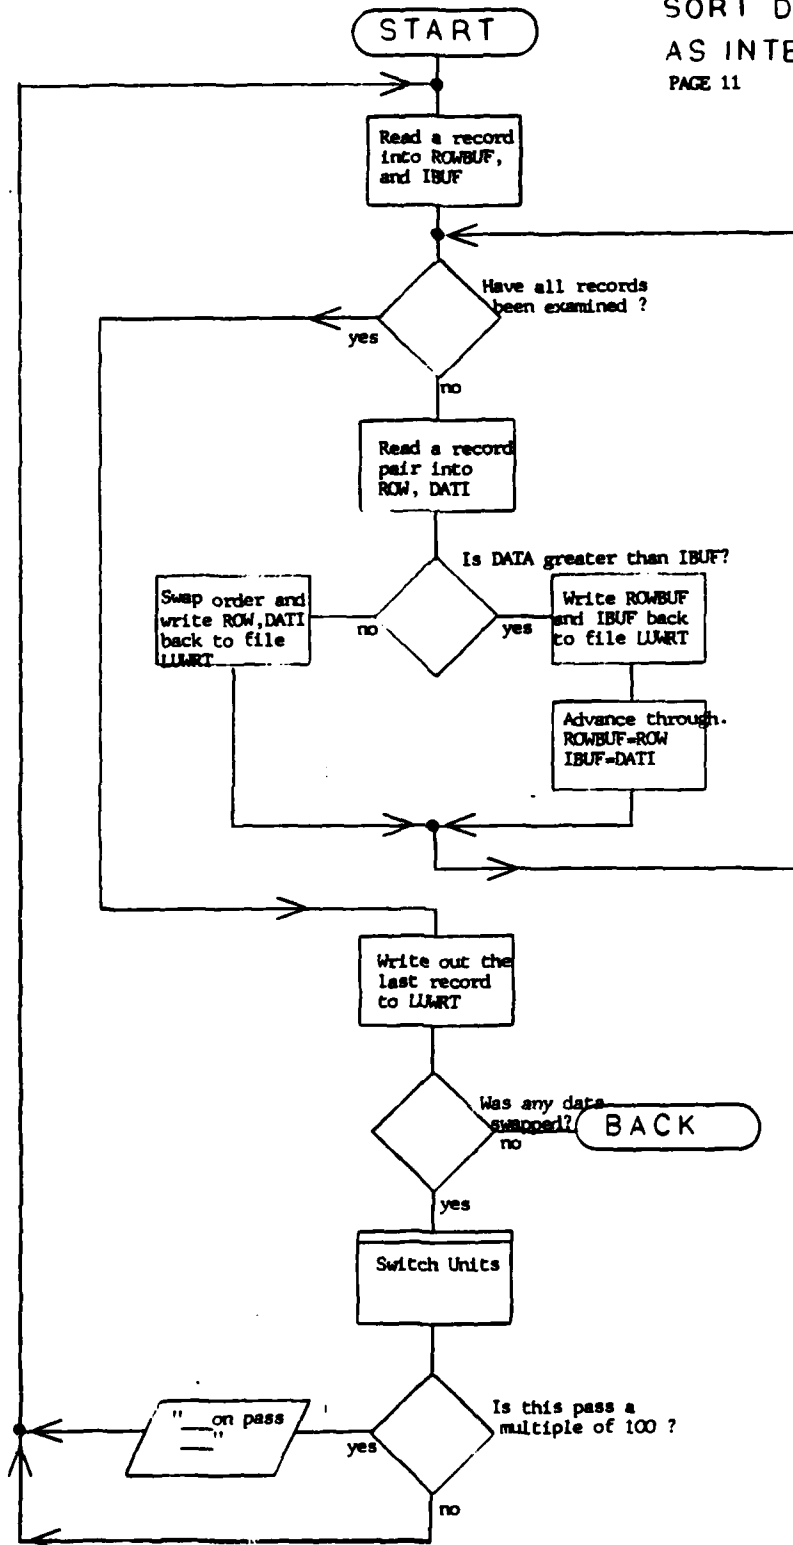 SORT D
AS INTE
PAGE 11
START
Read a record
into ROWBUF,
and IBUF
Have all records
been examined ?
yes
no
Read a record
pair into
ROW, DATI
Is DATA greater than IBUF?
Swap order and
write ROW,DATI
back to file
LUWRT
no
yes
Write ROWBUF
and IBUF back
to file LUWRT
Advance through.
ROWBUF=ROW
IBUF=DATI
Write out the
last record
to LUWRT
Was any data
swapped?
no
BACK
yes
Switch Units
Is this pass a
multiple of 100 ?
"___on pass
___"
yes
no